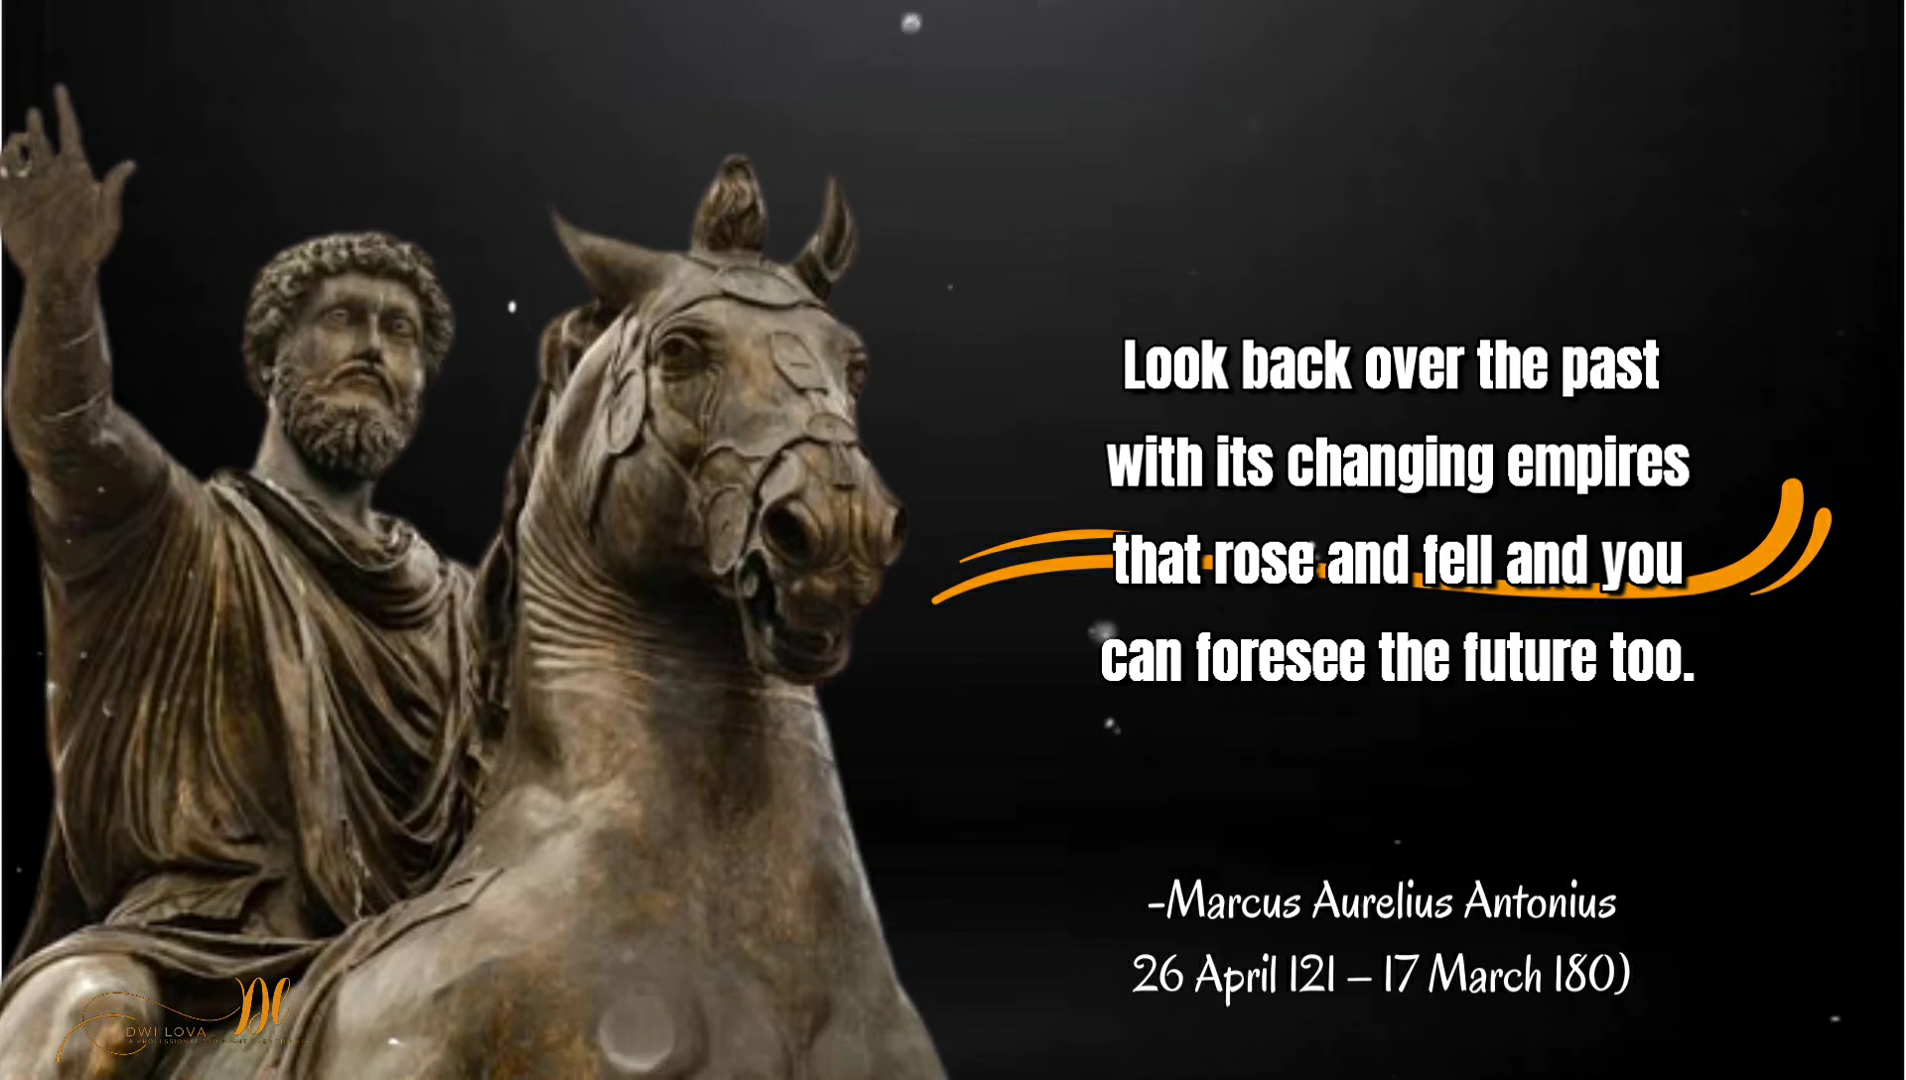 Look back over the past
with its changing empires
that rose and fell and you
can foresee the future too.
-Marcus Aurelius Antonius
26 April 121 – 17 March 180)
DWI LOVA